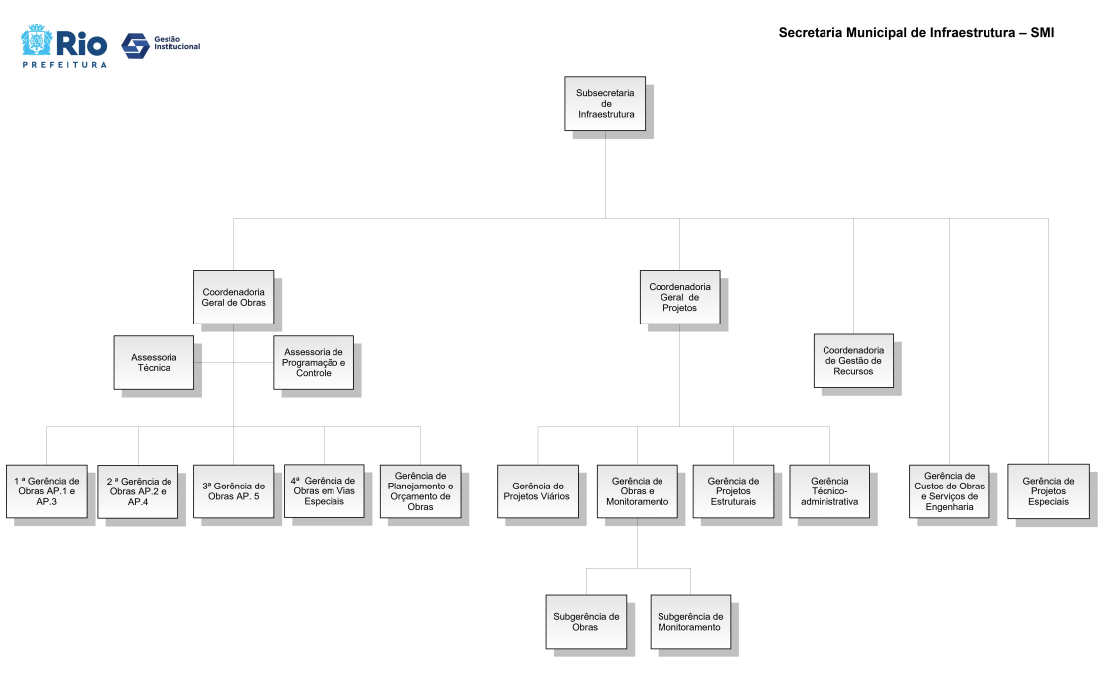 Rio
PREFEITURA
Gestão
Institucional
Secretaria Municipal de Infraestrutura – SMI
Subsecretaria
de
Infraestrutura
Coordenadoria
Geral de Obras
Coordenadoria
Geral de
Projetos
Assessoria
Técnica
Assessoria de
Programação e
Controle
Coordenadoria
de Gestão de
Recursos
1 ª Gerência de
Obras AP.1 e
AP.3
2 ª Gerência de
Obras AP.2 e
AP.4
3ª Gerência de
Obras AP. 5
4ª Gerência de
Obras em Vias
Especiais
Gerência de
Planejamento e
Orçamento de
Obras
Gerência de
Projetos Viários
Gerência de
Obras e
Monitoramento
Gerência de
Projetos
Estruturais
Gerência
Técnico-
administrativa
Gerência de
Custos de Obras
e Serviços de
Engenharia
Gerência de
Projetos
Especiais
Subgerência de
Obras
Subgerência de
Monitoramento